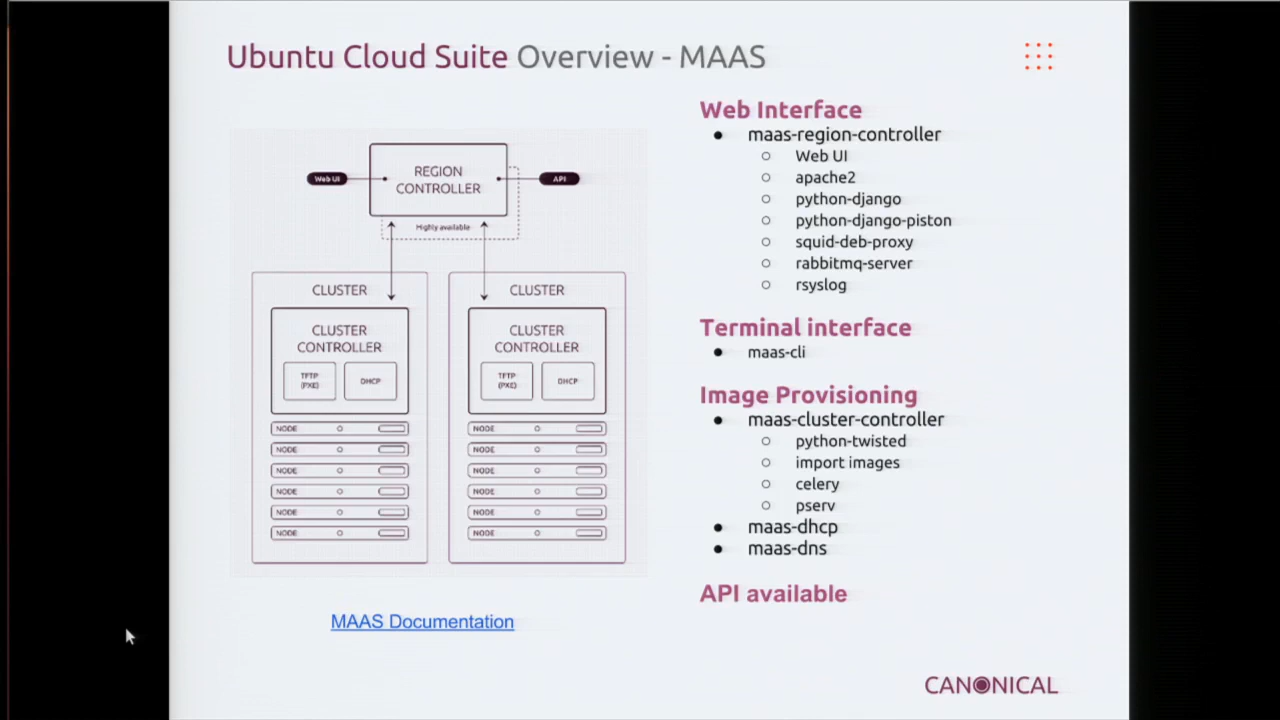 Ubuntu Cloud Suite Overview - MAAS
Web UI
REGION
CONTROLLER
API
Highly available
CLUSTER
CLUSTER
CONTROLLER
TFTP
(PXE)
DHCP
NODE
NODE
NODE
NODE
NODE
NODE
CLUSTER
CLUSTER
CONTROLLER
TFTP
(PXE)
DHCP
NODE
NODE
NODE
NODE
NODE
NODE
MAAS Documentation
Web Interface
maas-region-controller
Web UI
apache2
python-django
python-django-piston
squid-deb-proxy
rabbitmq-server
rsyslog
Terminal interface
maas-cli
Image Provisioning
maas-cluster-controller
python-twisted
import images
celery
pserv
maas-dhcp
maas-dns
API available
CANONICAL